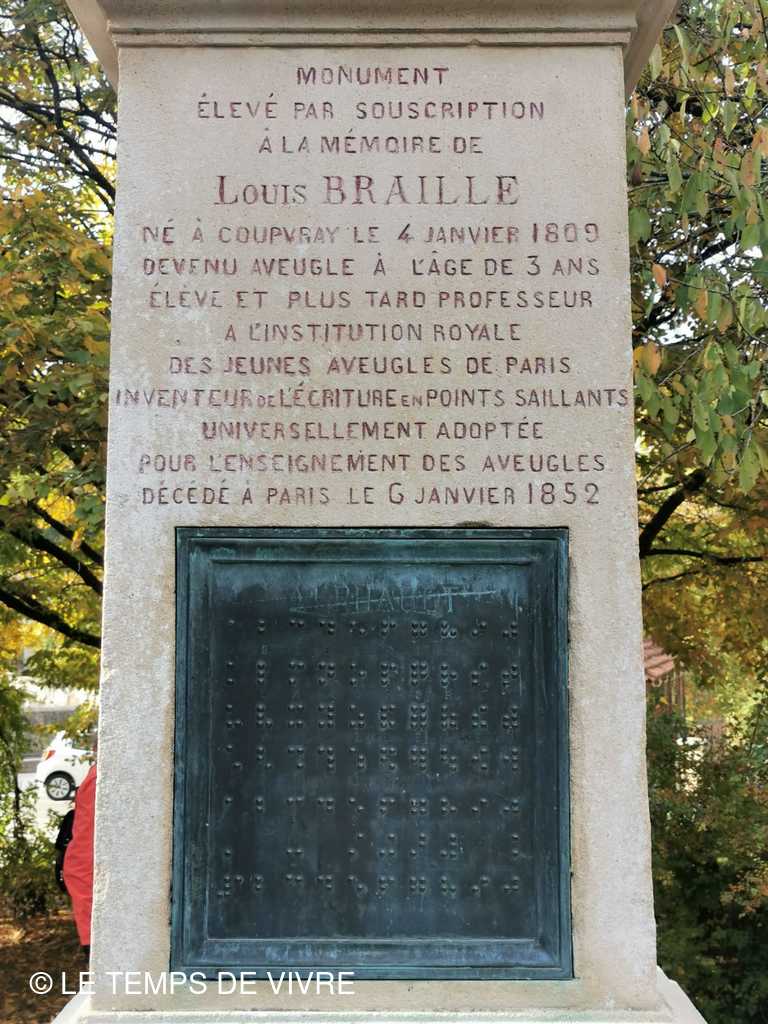 MONUMENT
ÉLEVÉ PAR SOUSCRIPTION
À LA MÉMOIRE DE
LOUIS BRAILLE
NÉ À COUPVRAY LE 4 JANVIER 1809
DEVENU AVEUGLE À L'ÂGE DE 3 ANS
ÉLÈVE ET PLUS TARD PROFESSEUR
A L'INSTITUTION ROYALE
DES JEUNES AVEUGLES DE PARIS
INVENTEUR DE L'ÉCRITURE EN POINTS SAILLANTS
UNIVERSELLEMENT ADOPTÉE
POUR L'ENSEIGNEMENT DES AVEUGLES
DÉCÉDÉ À PARIS LE 6 JANVIER 1852
ALPHABET
© LE TEMPS DE VIVRE